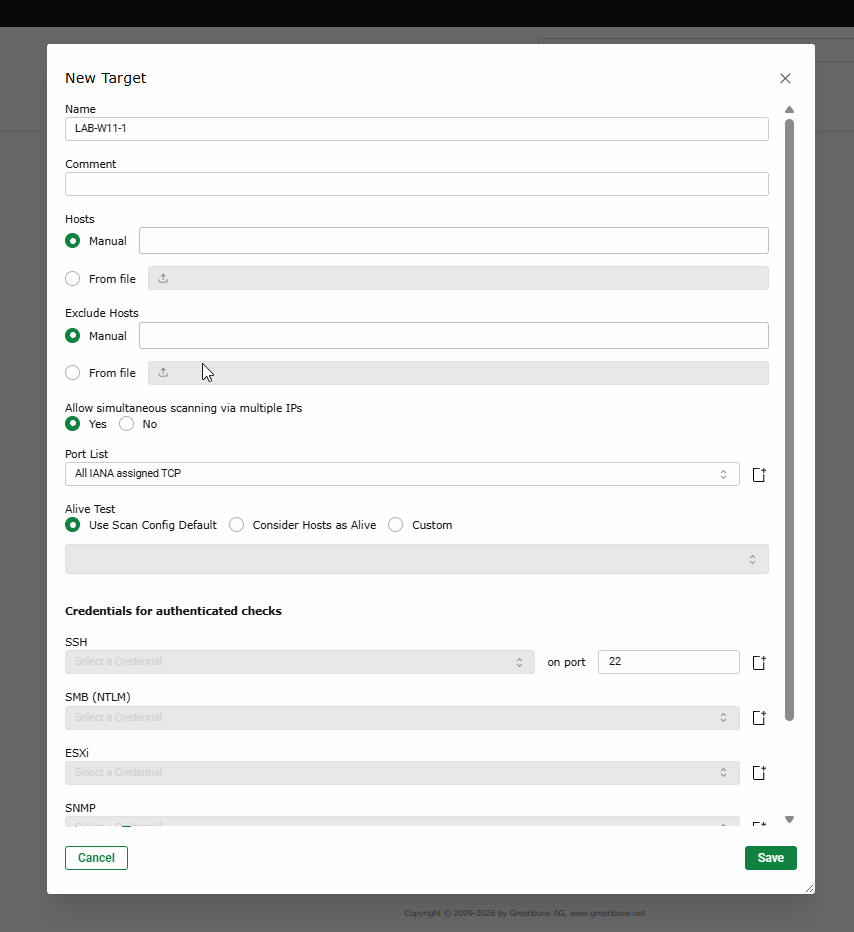 New Target
Name
LAB-W11-1
Comment
Hosts
Manual
From file
Exclude Hosts
Manual
From file
Allow simultaneous scanning via multiple IPs
Yes No
Port List
All IANA assigned TCP
Alive Test
Use Scan Config Default Consider Hosts as Alive Custom
Credentials for authenticated checks
SSH
Select a Credential on port 22
SMB (NTLM)
Select a Credential
ESXi
Select a Credential
SNMP
Select a Credential
Cancel Save
Copyright © 2009-2026 by Greenbone AG, www.greenbone.net